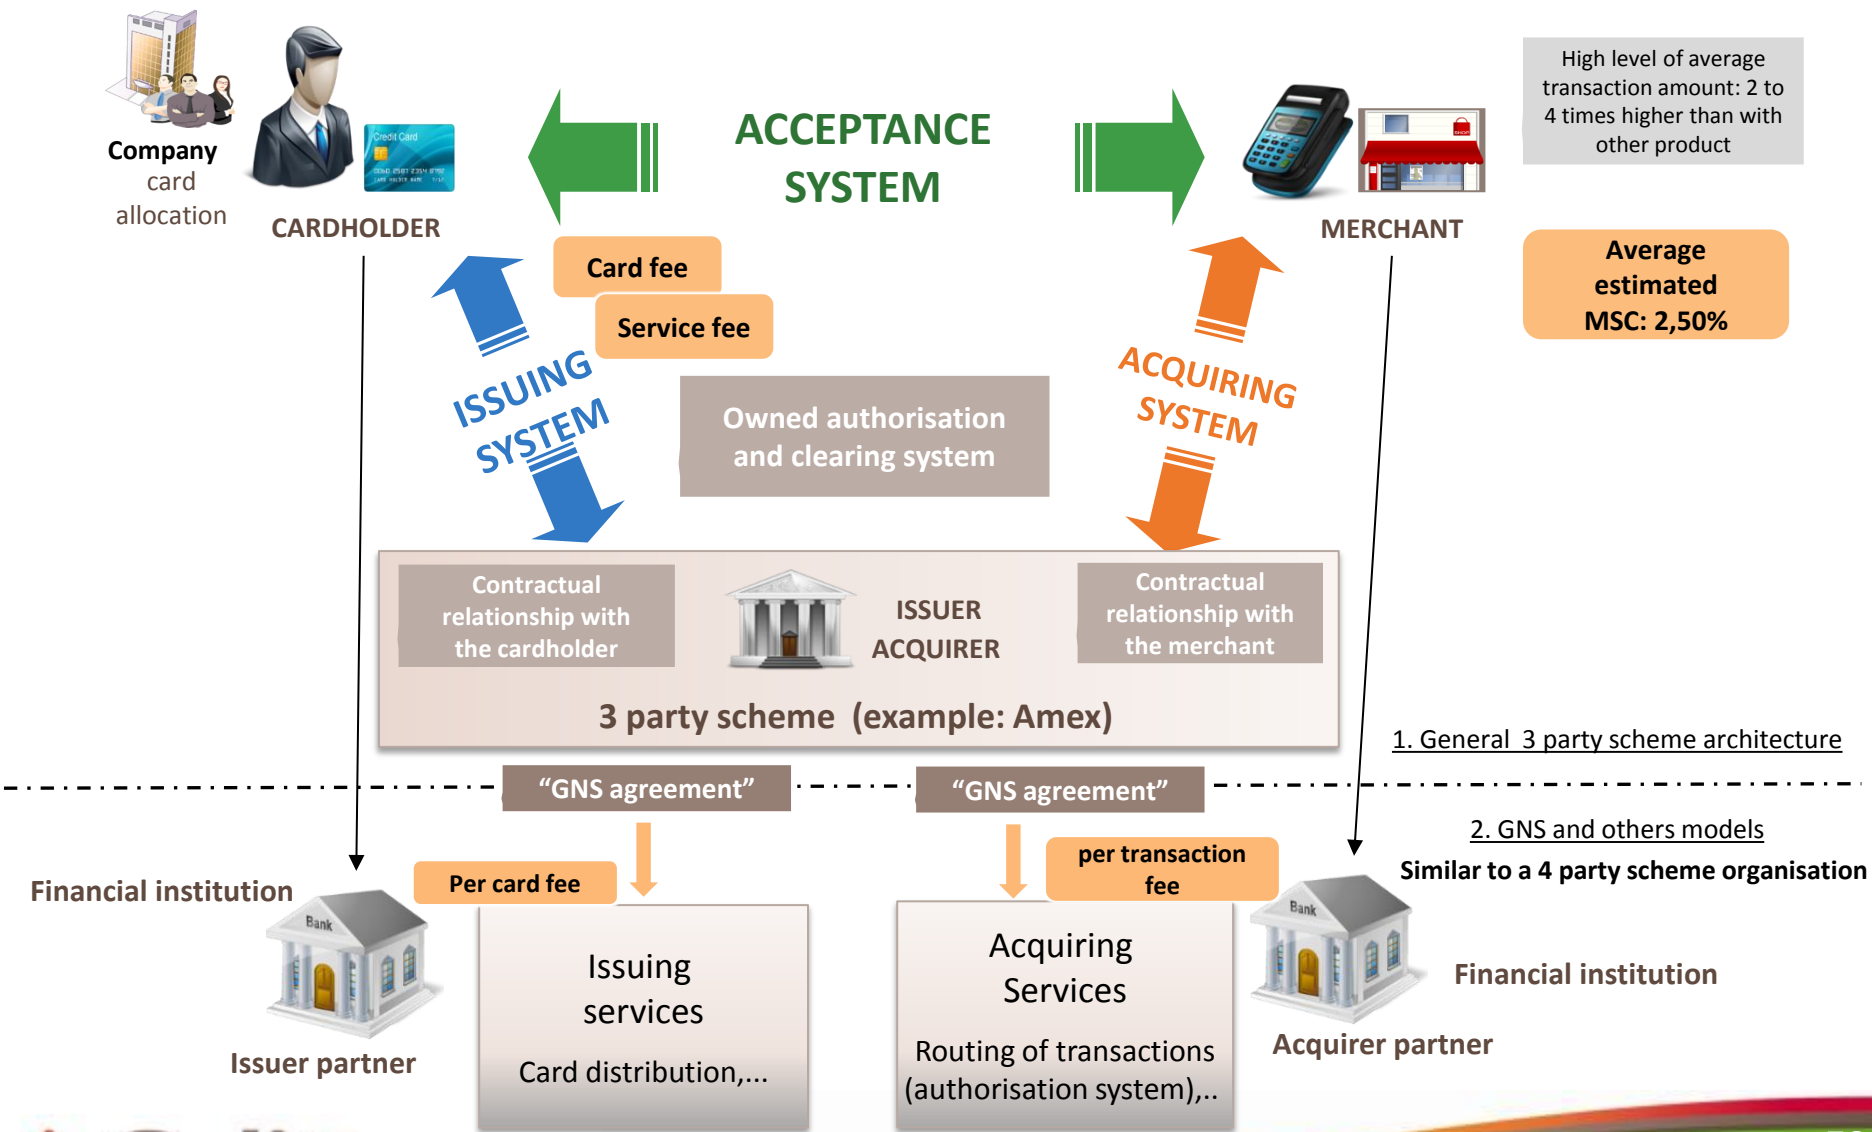 Company
card
allocation
Credit Card
CARDHOLDER
ACCEPTANCE
SYSTEM
SHOP
MERCHANT
High level of average
transaction amount: 2 to
4 times higher than with
other product
Average
estimated
MSC: 2,50%
Card fee
Service fee
ISSUING
SYSTEM
ACQUIRING
SYSTEM
Owned authorisation
and clearing system
Contractual
relationship with
the cardholder
ISSUER
ACQUIRER
Contractual
relationship with
the merchant
3 party scheme (example: Amex)
1. General 3 party scheme architecture
“GNS agreement”
“GNS agreement”
2. GNS and others models
Similar to a 4 party scheme organisation
Per card fee
per transaction
fee
Financial institution
Bank
Issuer partner
Issuing
services
Card distribution,...
Acquiring
Services
Routing of transactions
(authorisation system),..
Bank
Financial institution
Acquirer partner